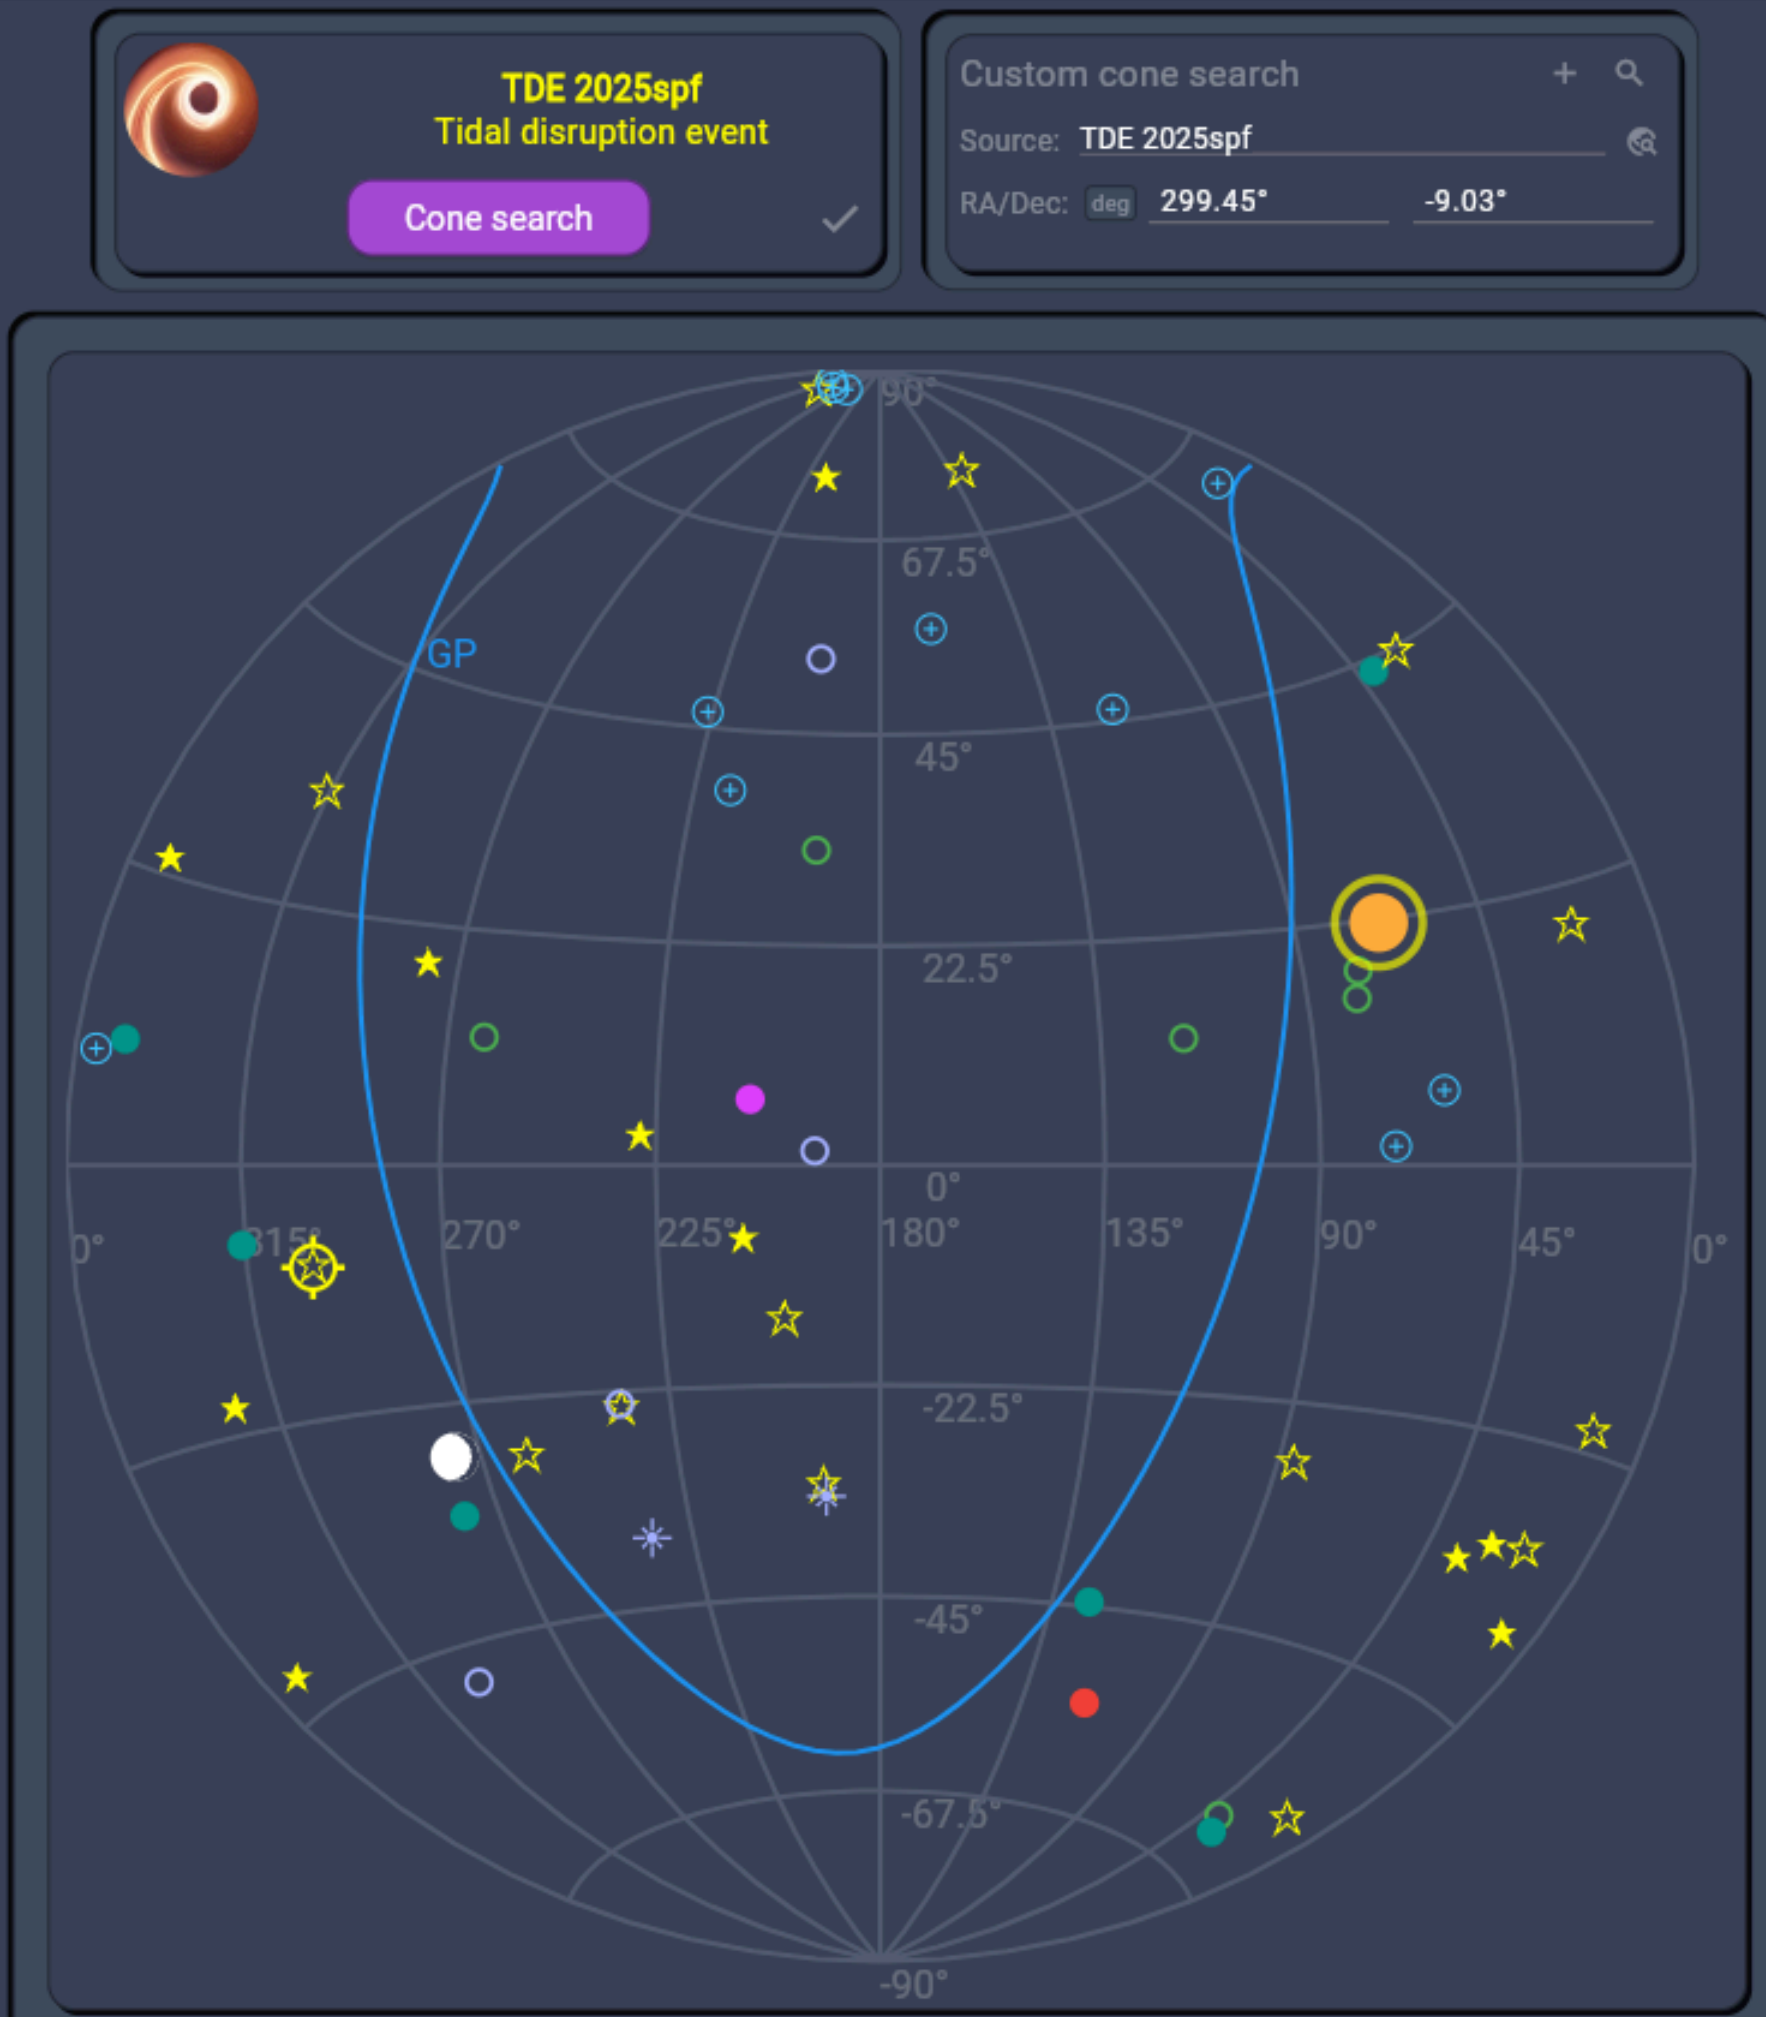 TDE 2025spf
Tidal disruption event
Cone search
Custom cone search
Source: TDE 2025spf
RA/Dec: deg 299.45° -9.03°
90°
67.5°
GP
45°
22.5°
0°
0° 315° 270° 225° 180° 135° 90° 45° 0°
-22.5°
-45°
-67.5°
-90°